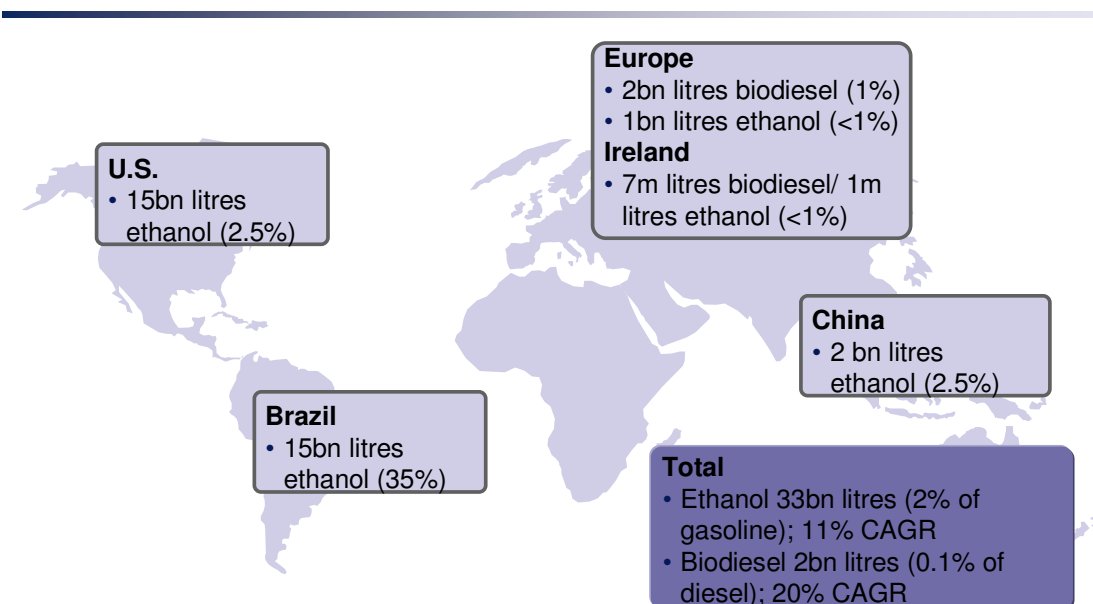 Europe
• 2bn litres biodiesel (1%)
• 1bn litres ethanol (<1%)
Ireland
• 7m litres biodiesel/ 1m
litres ethanol (<1%)
U.S.
• 15bn litres
ethanol (2.5%)
China
• 2 bn litres
ethanol (2.5%)
Brazil
• 15bn litres
ethanol (35%)
Total
• Ethanol 33bn litres (2% of
gasoline); 11% CAGR
• Biodiesel 2bn litres (0.1% of
diesel); 20% CAGR